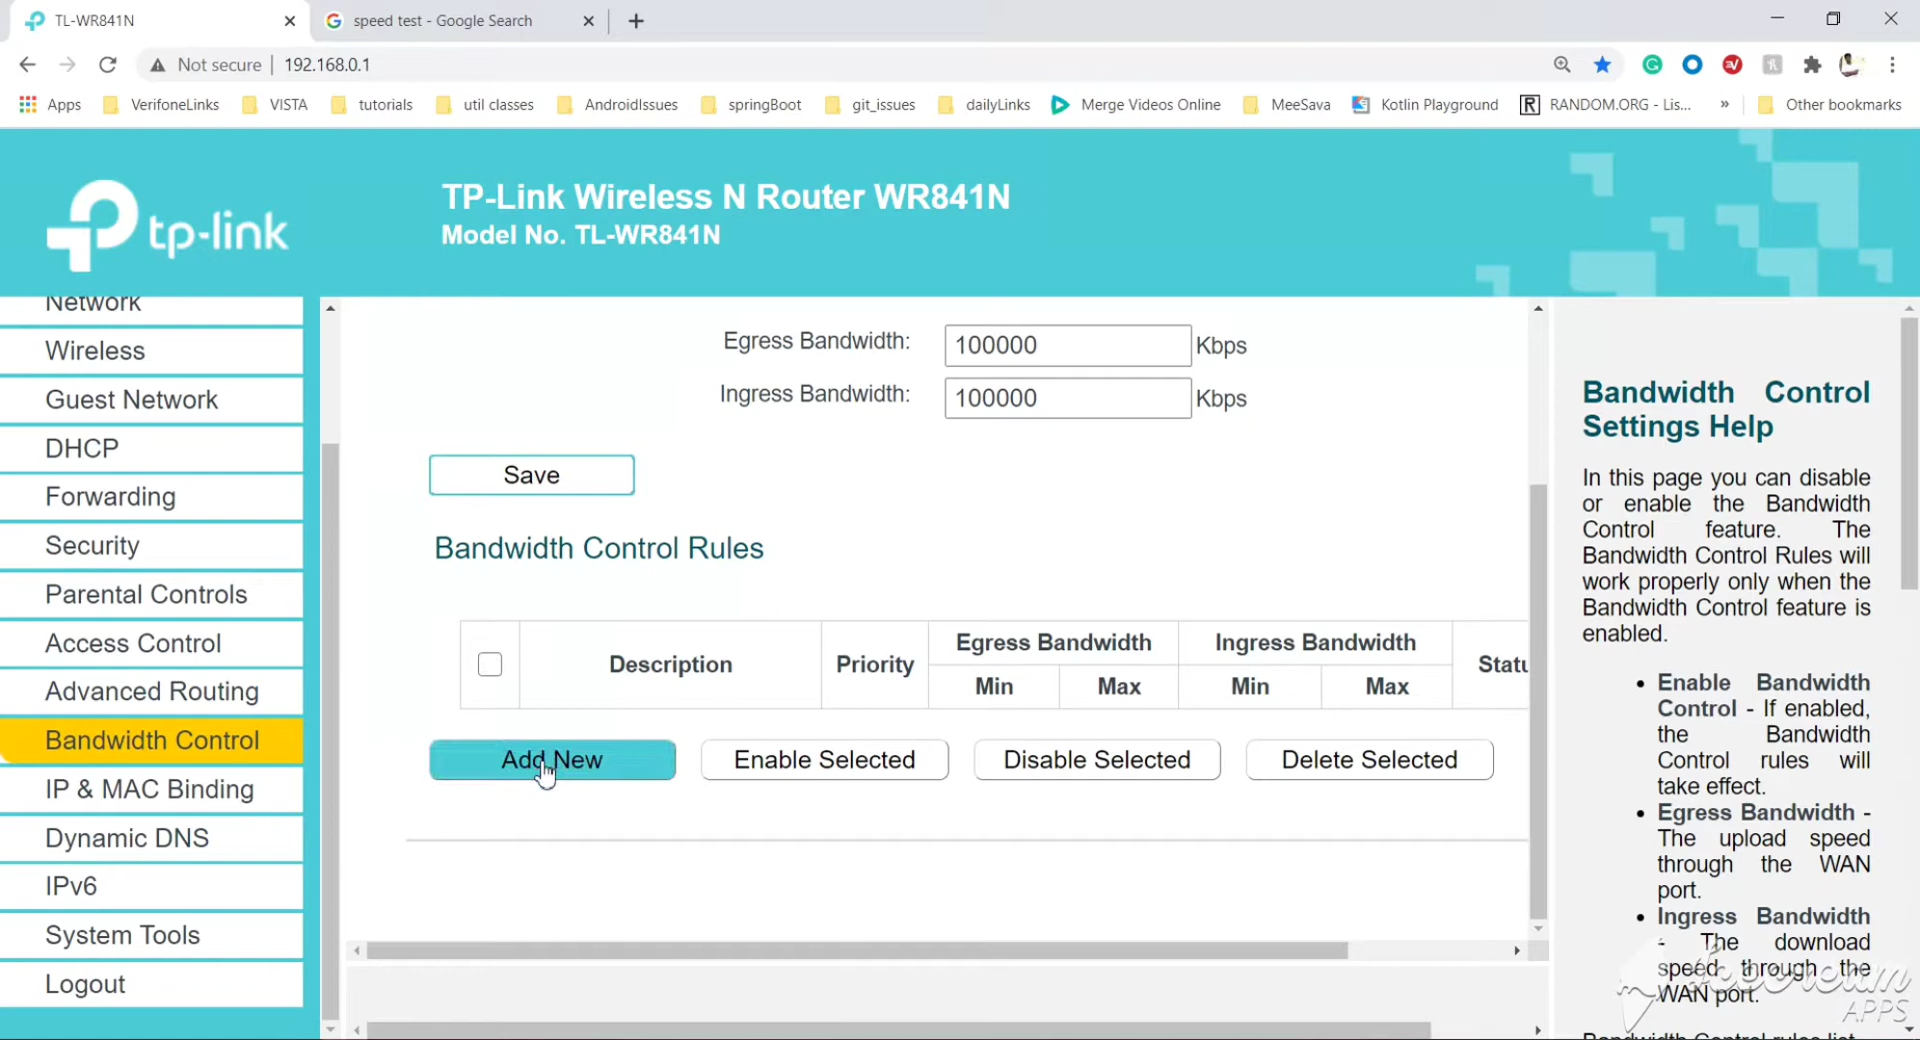 TL-WR841N
speed test - Google Search
Not secure
192.168.0.1
Apps
VerifoneLinks
VISTA
tutorials
util classes
AndroidIssues
springBoot
git_issues
dailyLinks
Merge Videos Online
MeeSava
Kotlin Playground
RANDOM.ORG - Lis...
»
Other bookmarks
tp-link
TP-Link Wireless N Router WR841N
Model No. TL-WR841N
Network
Wireless
Guest Network
DHCP
Forwarding
Security
Parental Controls
Access Control
Advanced Routing
Bandwidth Control
IP & MAC Binding
Dynamic DNS
IPv6
System Tools
Logout
Egress Bandwidth: 100000 Kbps
Ingress Bandwidth: 100000 Kbps
Save
Bandwidth Control Rules
Egress Bandwidth Ingress Bandwidth
Description Priority Statu
Min Max Min Max
Add New Enable Selected Disable Selected Delete Selected
Bandwidth Control
Settings Help
In this page you can disable
or enable the Bandwidth
Control feature. The
Bandwidth Control Rules will
work properly only when the
Bandwidth Control feature is
enabled.
• Enable Bandwidth
Control - If enabled,
the Bandwidth
Control rules will
take effect.
• Egress Bandwidth -
The upload speed
through the WAN
port.
• Ingress Bandwidth
- The download
speed through the
WAN port.
Bandwidth Control rules list
Icecream
APPS